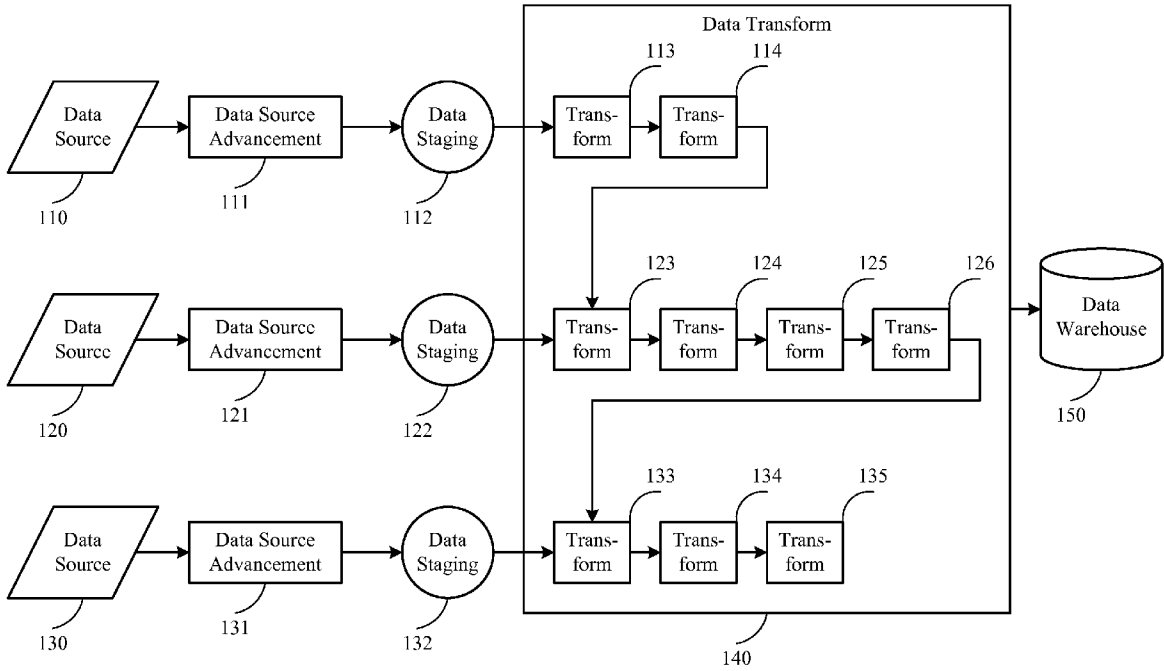 Data Transform
113
114
Data
Source
Data Source
Advancement
Data
Staging
Trans-
form
Trans-
form
110
111
112
123
124
125
126
Data
Source
Data Source
Advancement
Data
Staging
Trans-
form
Trans-
form
Trans-
form
Trans-
form
Data
Warehouse
120
121
122
150
133
134
135
Data
Source
Data Source
Advancement
Data
Staging
Trans-
form
Trans-
form
Trans-
form
130
131
132
140